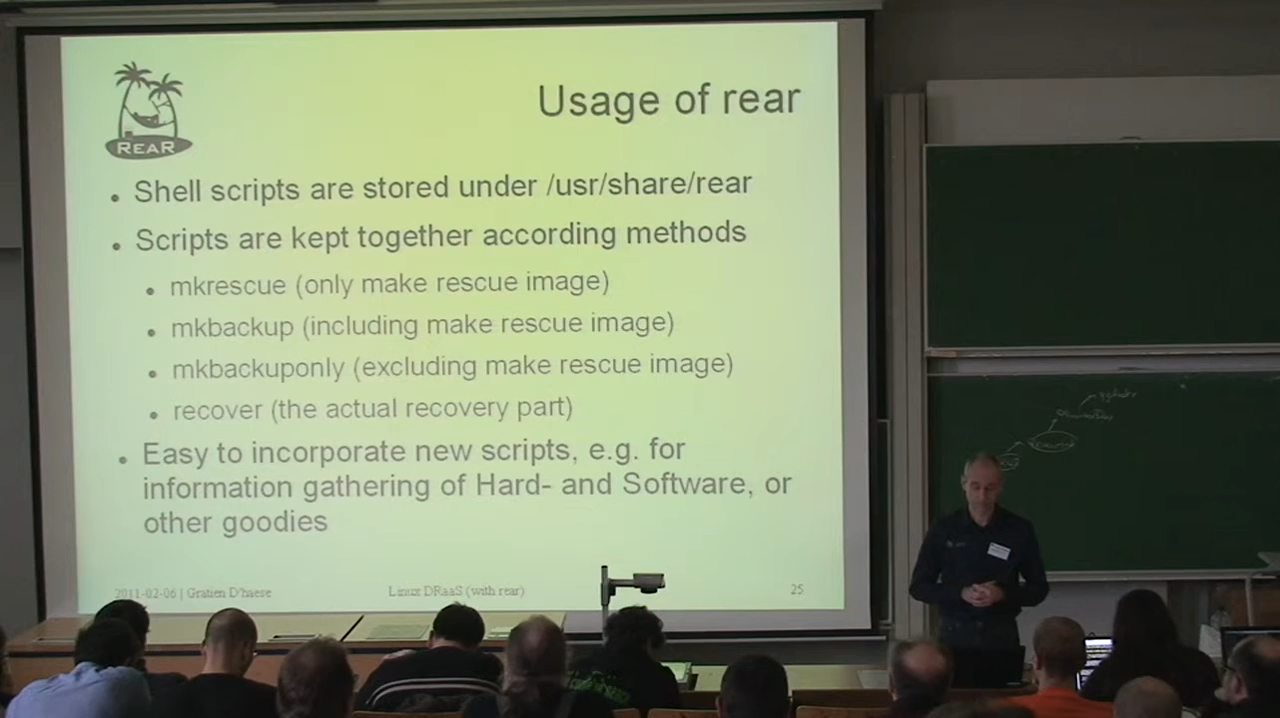 REAR
Usage of rear
Shell scripts are stored under /usr/share/rear
Scripts are kept together according methods
mkrescue (only make rescue image)
mkbackup (including make rescue image)
mkbackuponly (excluding make rescue image)
recover (the actual recovery part)
Easy to incorporate new scripts, e.g. for
information gathering of Hard- and Software, or
other goodies
2011-02-06 | Gratien D'haese
Linux DRaaS (with rear)
25